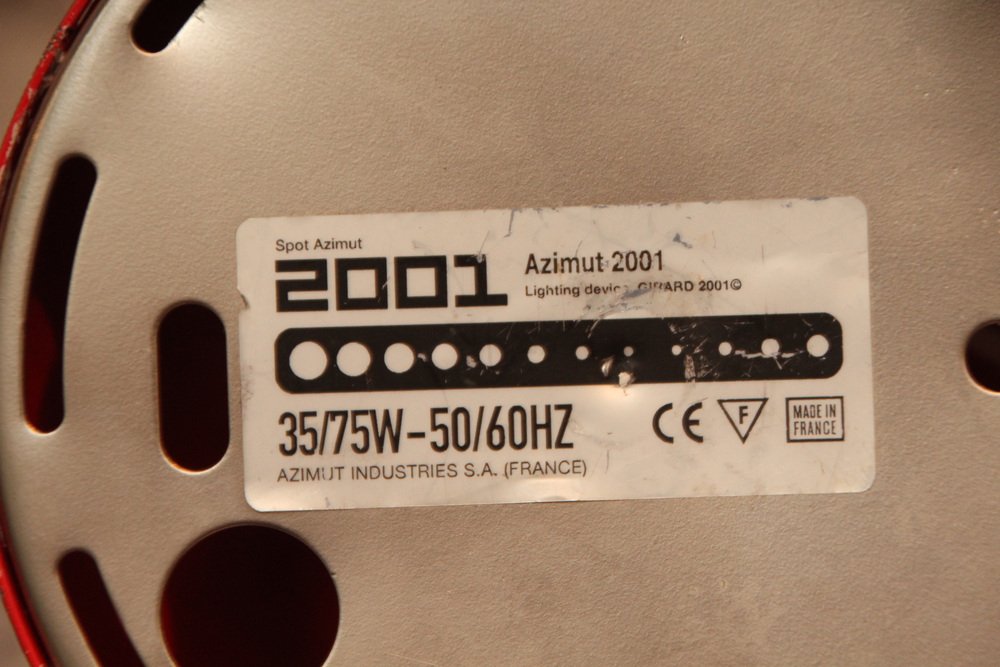 Spot Azimut
2001
Azimut 2001
Lighting device GIRARD 2001©
35/75W-50/60HZ
CE
F
MADE IN
FRANCE
AZIMUT INDUSTRIES S.A. (FRANCE)